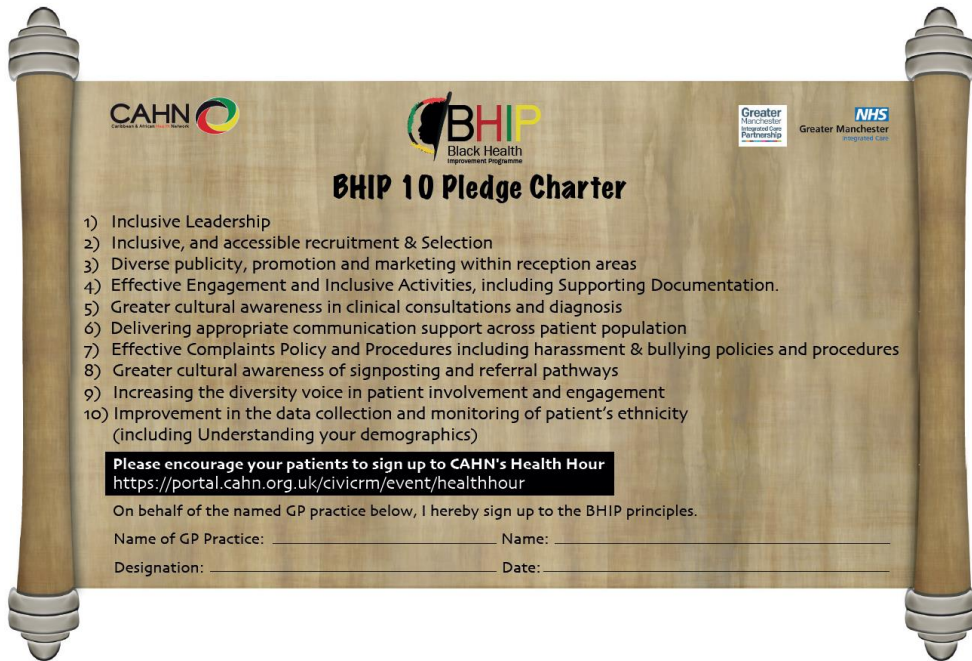 CAHN
Caribbean & African Health Network
BHIP
Black Health
Improvement Programme
Greater
Manchester
Integrated Care
Partnership
NHS
Greater Manchester
Integrated Care
BHIP 10 Pledge Charter
1) Inclusive Leadership
2) Inclusive, and accessible recruitment & Selection
3) Diverse publicity, promotion and marketing within reception areas
4) Effective Engagement and Inclusive Activities, including Supporting Documentation.
5) Greater cultural awareness in clinical consultations and diagnosis
6) Delivering appropriate communication support across patient population
7) Effective Complaints Policy and Procedures including harassment & bullying policies and procedures
8) Greater cultural awareness of signposting and referral pathways
9) Increasing the diversity voice in patient involvement and engagement
10) Improvement in the data collection and monitoring of patient's ethnicity
(including Understanding your demographics)
Please encourage your patients to sign up to CAHN's Health Hour
https://portal.cahn.org.uk/civicrm/event/healthhour
On behalf of the named GP practice below, I hereby sign up to the BHIP principles.
Name of GP Practice: Name:
Designation: Date: